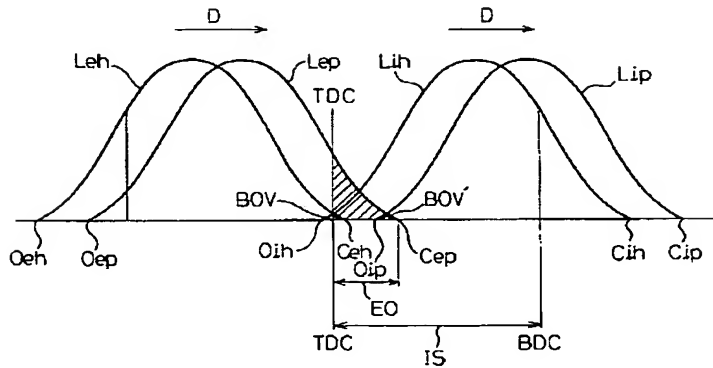 D D
Leh Lep Lih Lip
TDC
BOV BOV'
Oeh Oep Oih Ceh Oip Cep Cih Cip
EO
TDC IS BDC